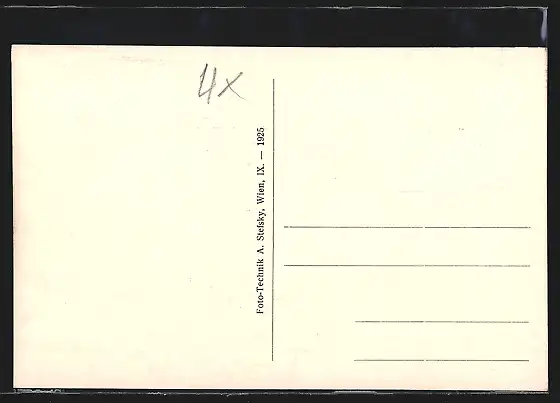 4x
Foto-Technik A. Stefsky, Wien, IX. — 1925